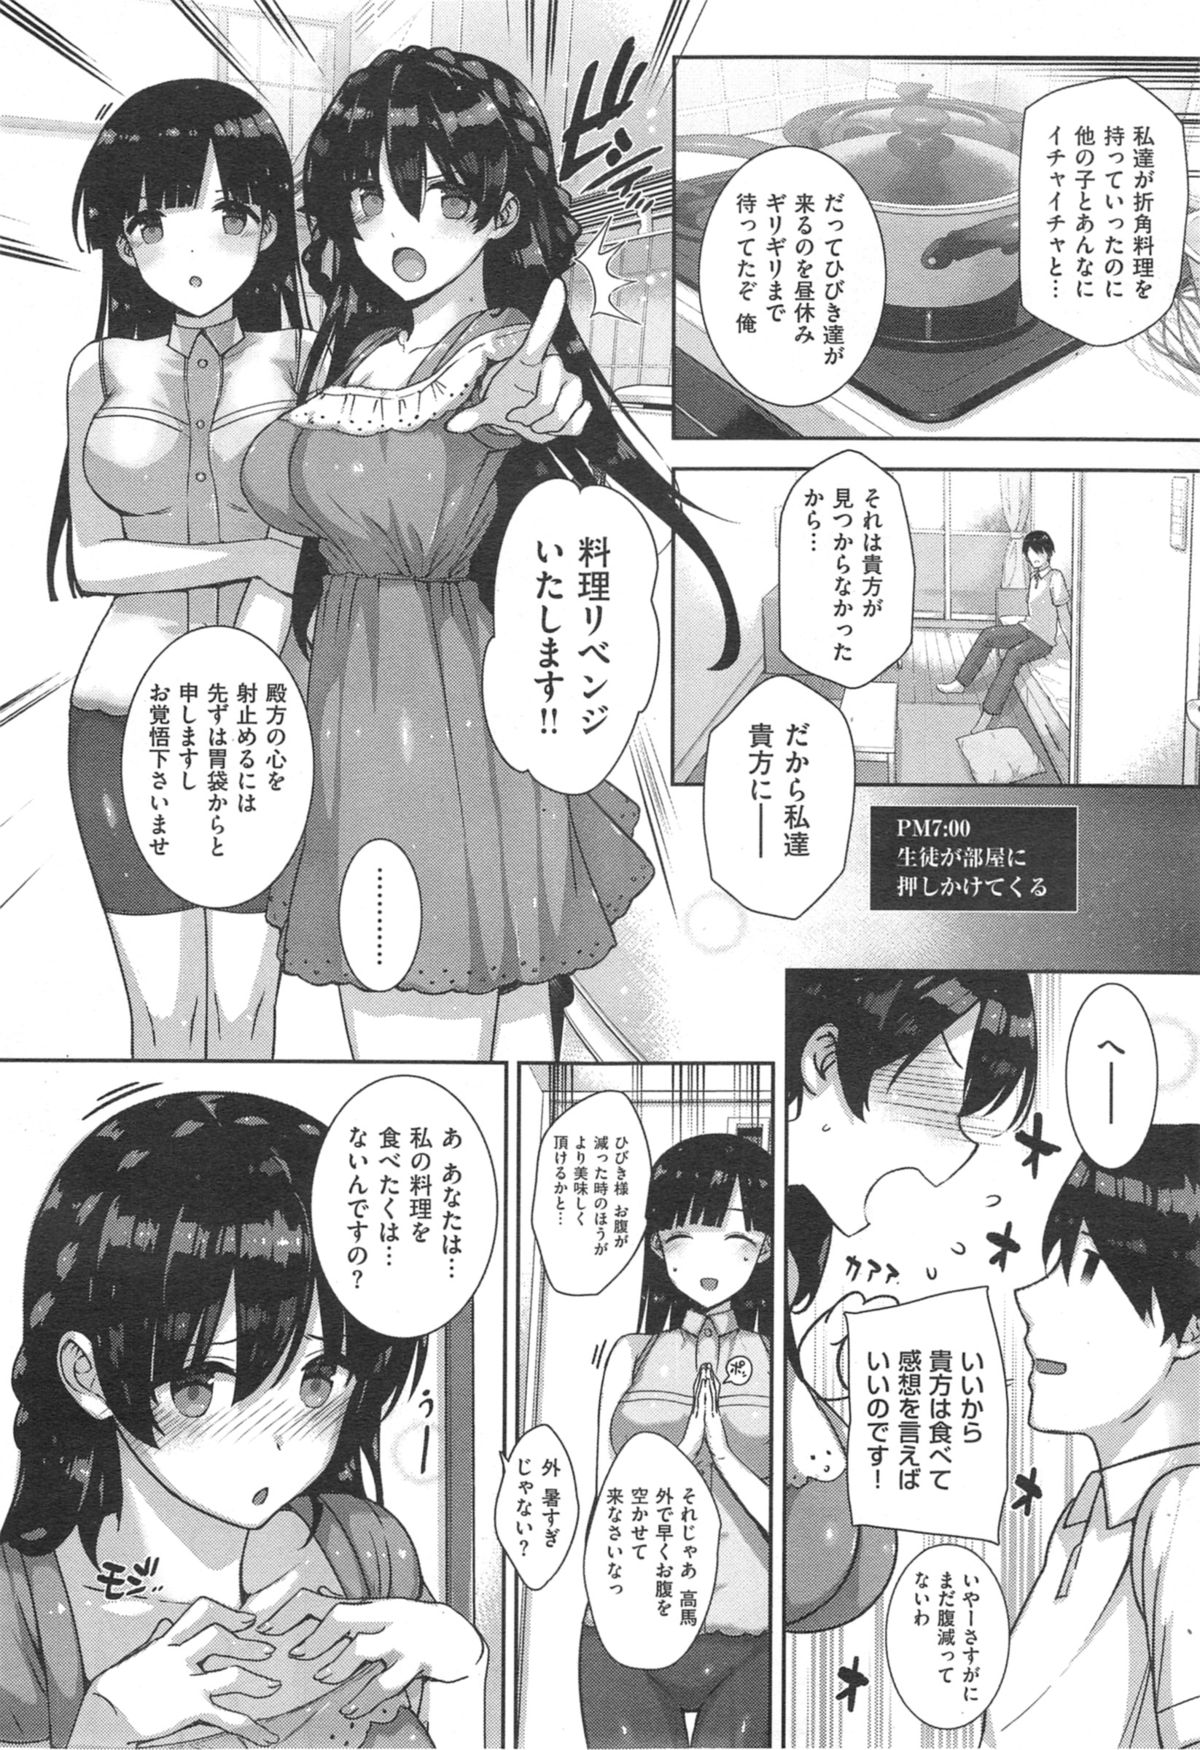 私達が折角料理を
持っていったのに
他の子とあんなに
イチャイチャと…
だってひびき達が
来るのを昼休み
ギリギリまで
待ってたぞ 俺
それは貴方が
見つからなかった
から…
だから私達
貴方に――
PM7:00
生徒が部屋に
押しかけてくる
ビシッ
料理リベンジ
いたします!!
殿方の心を
射止めるには
先ずは胃袋からと
申しますし
お覚悟下さいませ
…………
へ――
カアァァ
いいから
貴方は食べて
感想を言えば
いいのです!
いやーさすがに
まだ腹減って
ないわ
ひびき様 お腹が
減った時のほうが
より美味しく
頂けるかと…
ポン
それじゃあ 高馬
外で早くお腹を
空かせて
来なさいなっ
外 暑すぎ
じゃない?
あ あなたは…
私の料理を
食べたくは…
ないんですの?
うー
モジ